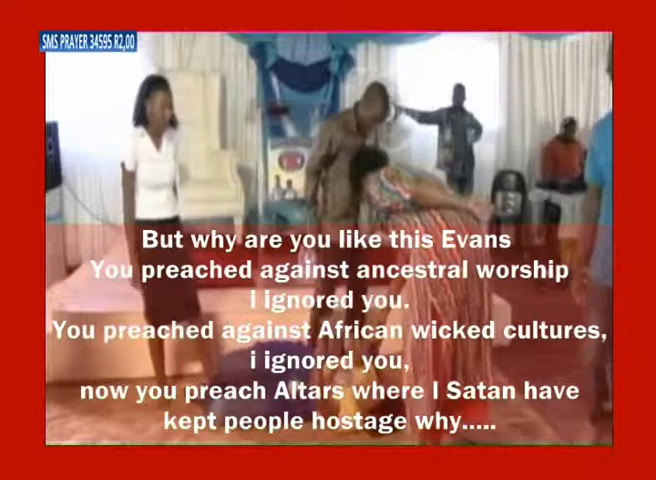 SMS PRAYER 34595 R2,00
But why are you like this Evans
You preached against ancestral worship
i ignored you.
You preached against African wicked cultures,
i ignored you,
now you preach Altars where I Satan have
kept people hostage why.....